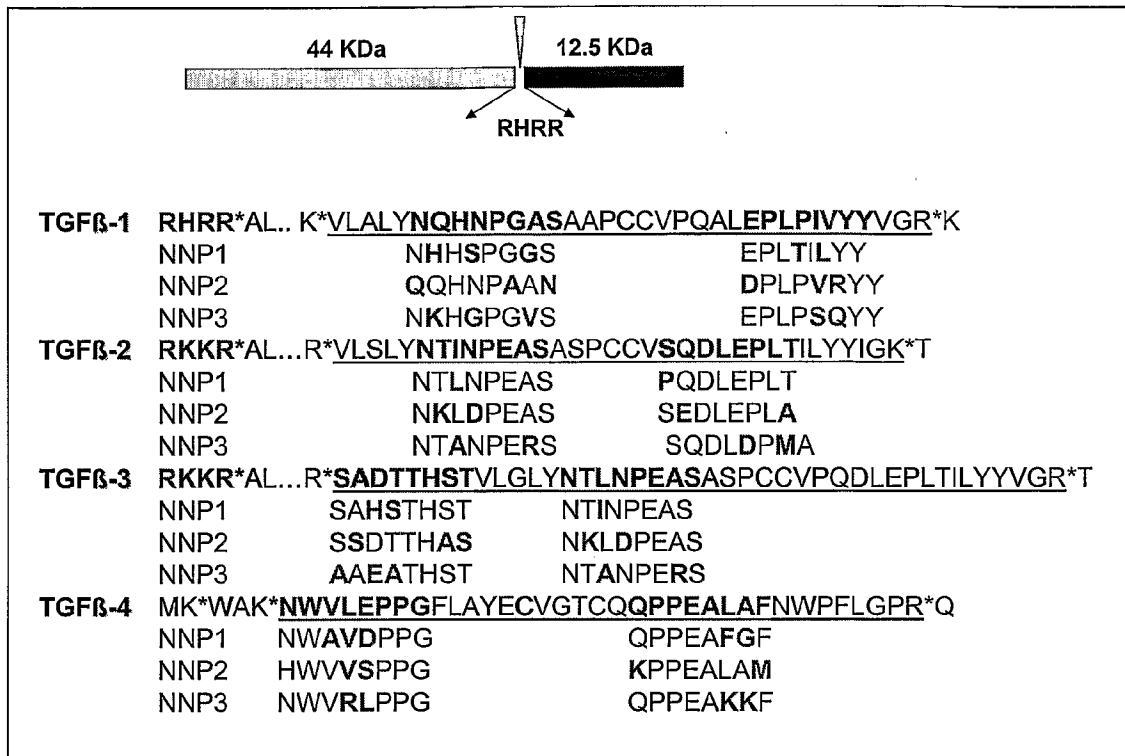 44 KDa 12.5 KDa
RHRR
TGFß-1 RHRR*AL.. K*VLALYNQHNPGASAAPCCVPQALEPLPIVYYVGR*K
NNP1 NHHSPGGS EPLTILYY
NNP2 QQHNPAAN DPLPVRYY
NNP3 NKHGPGVS EPLPSQYY
TGFß-2 RKKR*AL...R*VLSLYNTINPEASASPCCVSQDLEPLTILYYIGK*T
NNP1 NTLNPEAS PQDLEPLT
NNP2 NKLDPEAS SEDLEPLA
NNP3 NTANPERS SQDLDPMA
TGFß-3 RKKR*AL...R*SADTTHSTVLGLYNTLNPEASASPCCVPQDLEPLTILYYVGR*T
NNP1 SAHSTHST NTINPEAS
NNP2 SSDTTHAS NKLDPEAS
NNP3 AAEATHST NTANPERS
TGFß-4 MK*WAK*NWVLEPPGFLAYECVGTCQQPPEALAFNWPFLGPR*Q
NNP1 NWAVDPPG QPPEAFGF
NNP2 HWVVSPPG KPPEALAM
NNP3 NWVRLPPG QPPEAKKF